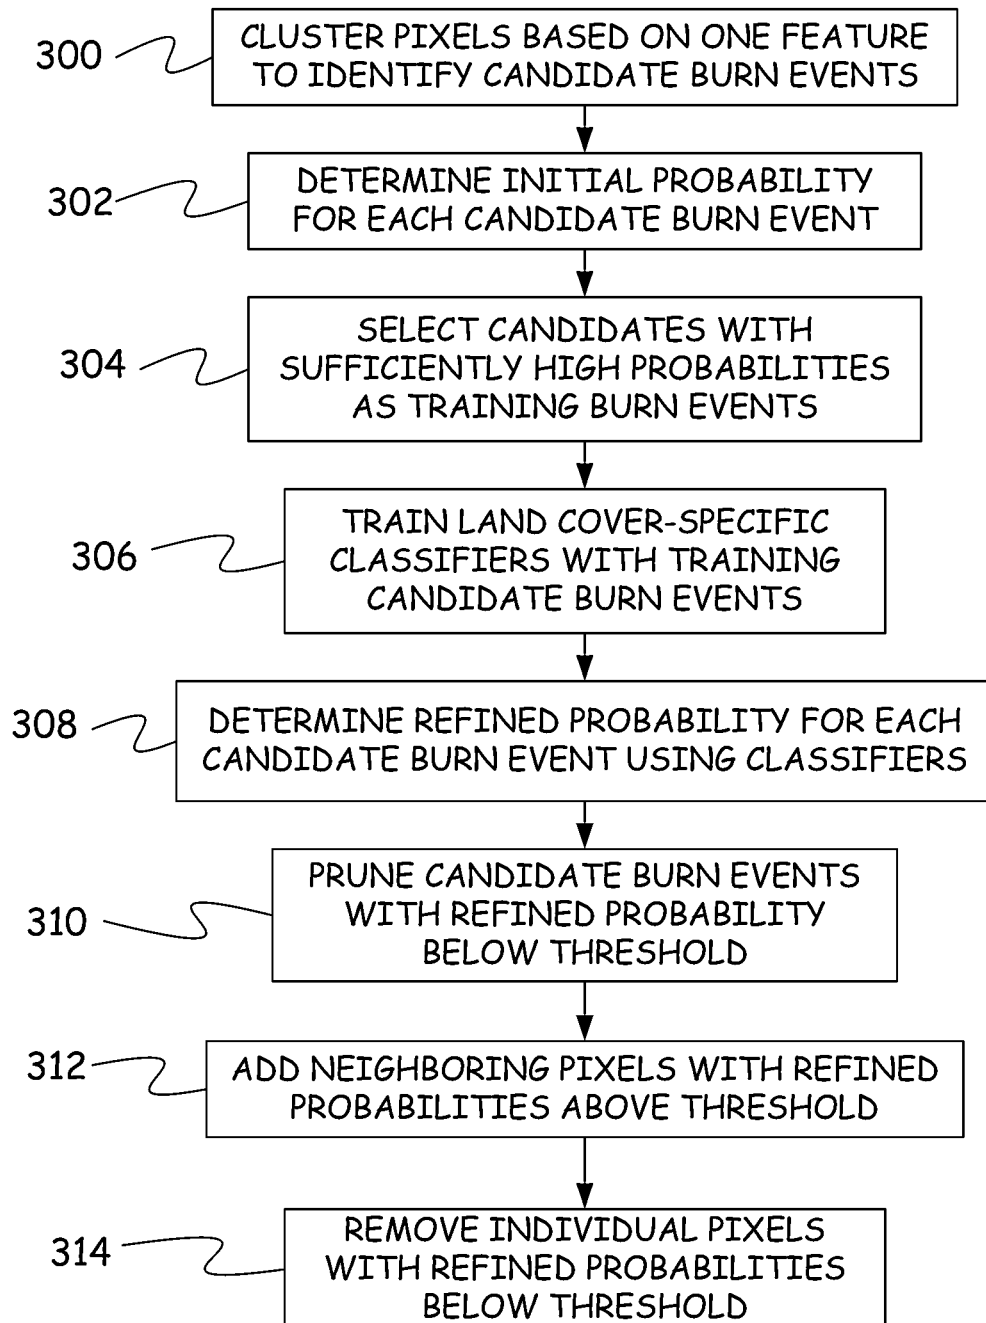 300
CLUSTER PIXELS BASED ON ONE FEATURE
TO IDENTIFY CANDIDATE BURN EVENTS
302
DETERMINE INITIAL PROBABILITY
FOR EACH CANDIDATE BURN EVENT
304
SELECT CANDIDATES WITH
SUFFICIENTLY HIGH PROBABILITIES
AS TRAINING BURN EVENTS
306
TRAIN LAND COVER-SPECIFIC
CLASSIFIERS WITH TRAINING
CANDIDATE BURN EVENTS
308
DETERMINE REFINED PROBABILITY FOR EACH
CANDIDATE BURN EVENT USING CLASSIFIERS
310
PRUNE CANDIDATE BURN EVENTS
WITH REFINED PROBABILITY
BELOW THRESHOLD
312
ADD NEIGHBORING PIXELS WITH REFINED
PROBABILITIES ABOVE THRESHOLD
314
REMOVE INDIVIDUAL PIXELS
WITH REFINED PROBABILITIES
BELOW THRESHOLD